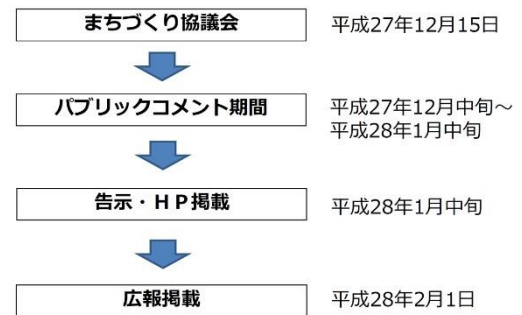 まちづくり協議会
平成27年12月15日
パブリックコメント期間
平成27年12月中旬~
平成28年1月中旬
告示・HP掲載
平成28年1月中旬
広報掲載
平成28年2月1日